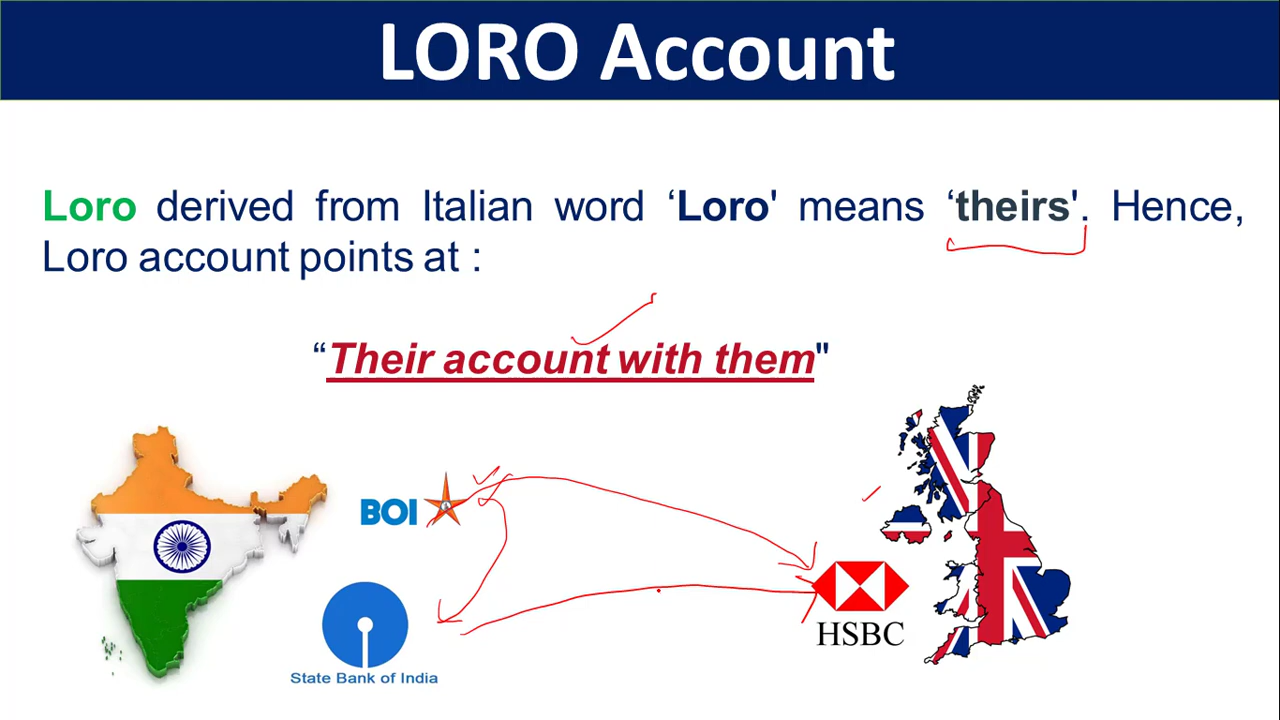 LORO Account
Loro derived from Italian word ‘Loro' means ‘theirs'. Hence,
Loro account points at :
“Their account with them"
BOI
State Bank of India
HSBC